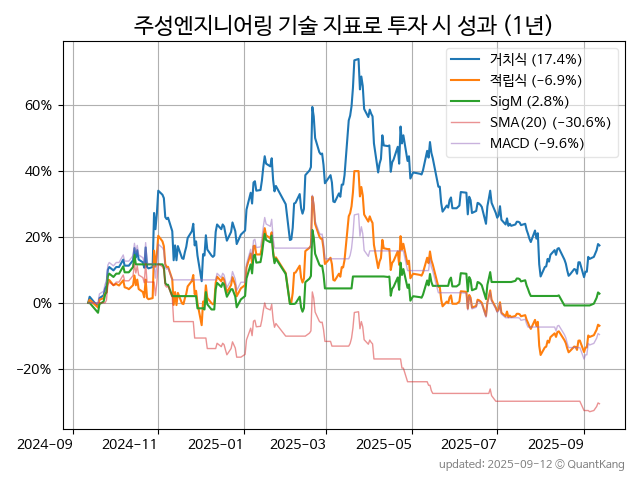 주성엔지니어링 기술 지표로 투자 시 성과 (1년)
거치식 (17.4%)
적립식 (−6.9%)
SigM (2.8%)
SMA(20) (−30.6%)
MACD (−9.6%)
60%
40%
20%
0%
−20%
2024-09 2024-11 2025-01 2025-03 2025-05 2025-07 2025-09
updated: 2025-09-12 © QuantKang